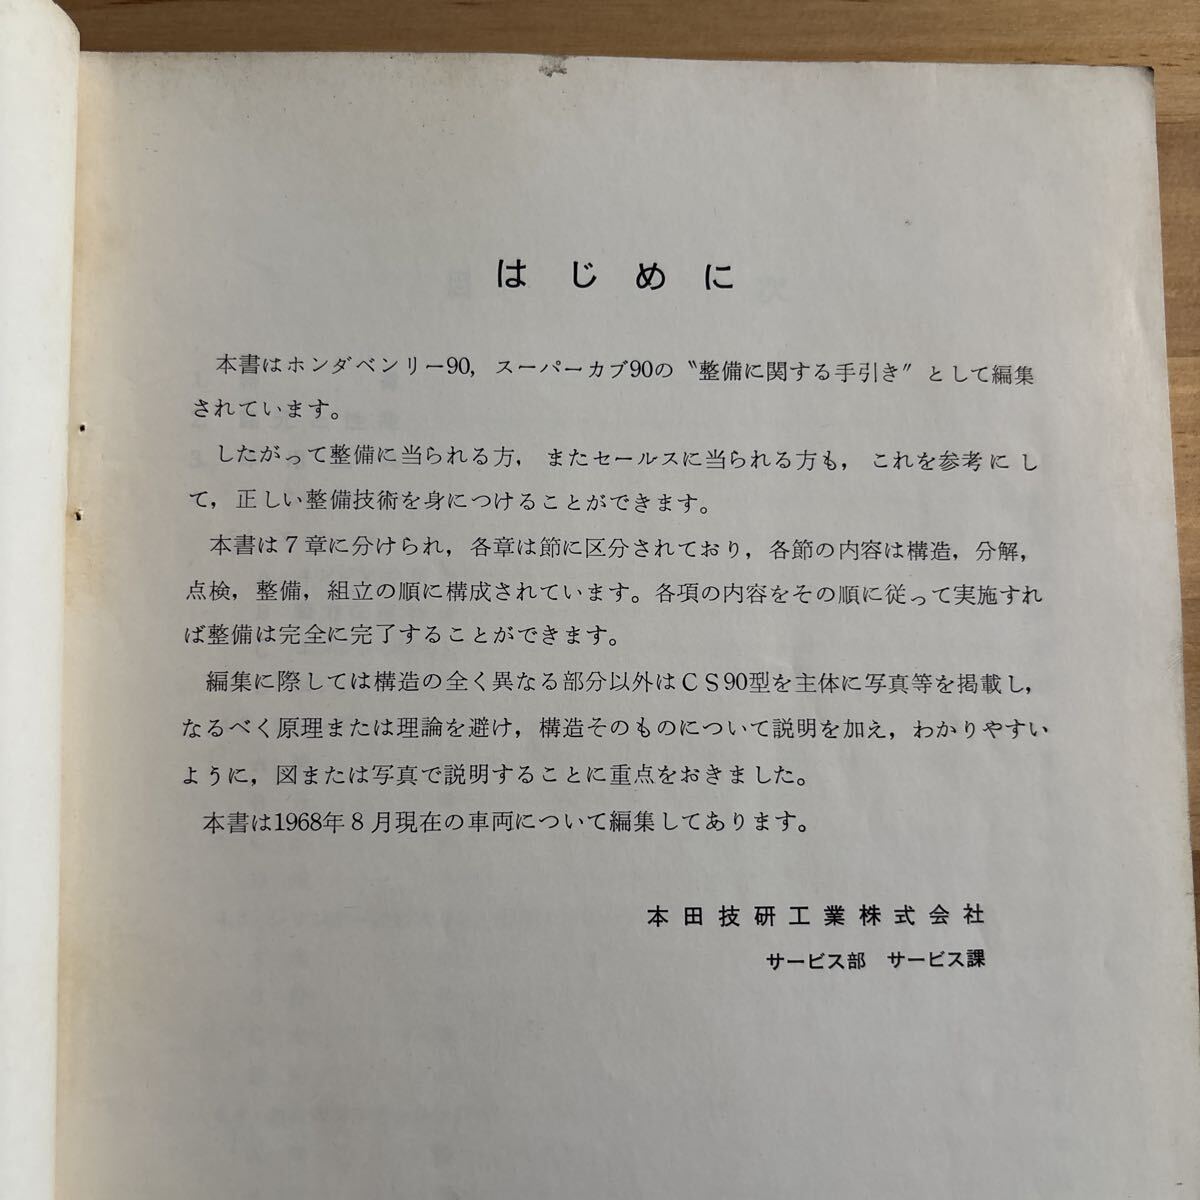 はじめに
本書はホンダベンリー90，スーパーカブ90の〝整備に関する手引き〟として編集
されています。
したがって整備に当られる方，またセールスに当られる方も，これを参考にし
て，正しい整備技術を身につけることができます。
本書は７章に分けられ，各章は節に区分されており，各節の内容は構造，分解，
点検，整備，組立の順に構成されています。各項の内容をその順に従って実施すれ
ば整備は完全に完了することができます。
編集に際しては構造の全く異なる部分以外はＣＳ90型を主体に写真等を掲載し，
なるべく原理または理論を避け，構造そのものについて説明を加え，わかりやすい
ように，図または写真で説明することに重点をおきました。
本書は1968年８月現在の車両について編集してあります。
本田技研工業株式会社
サービス部　サービス課